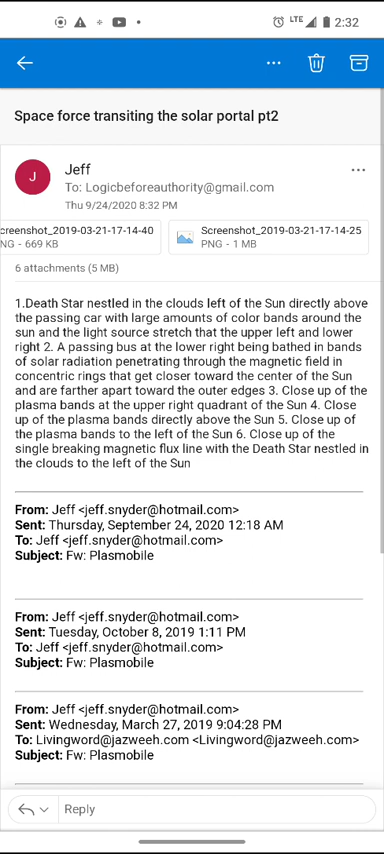 LTE 2:32
Space force transiting the solar portal pt2
J
Jeff
To: Logicbeforeauthority@gmail.com
Thu 9/24/2020 8:32 PM
creenshot_2019-03-21-17-14-40
NG - 669 KB
Screenshot_2019-03-21-17-14-25
PNG - 1 MB
6 attachments (5 MB)
1.Death Star nestled in the clouds left of the Sun directly above
the passing car with large amounts of color bands around the
sun and the light source stretch that the upper left and lower
right 2. A passing bus at the lower right being bathed in bands
of solar radiation penetrating through the magnetic field in
concentric rings that get closer toward the center of the Sun
and are farther apart toward the outer edges 3. Close up of the
plasma bands at the upper right quadrant of the Sun 4. Close
up of the plasma bands directly above the Sun 5. Close up of
the plasma bands to the left of the Sun 6. Close up of the
single breaking magnetic flux line with the Death Star nestled in
the clouds to the left of the Sun
From: Jeff <jeff.snyder@hotmail.com>
Sent: Thursday, September 24, 2020 12:18 AM
To: Jeff <jeff.snyder@hotmail.com>
Subject: Fw: Plasmobile
From: Jeff <jeff.snyder@hotmail.com>
Sent: Tuesday, October 8, 2019 1:11 PM
To: Jeff <jeff.snyder@hotmail.com>
Subject: Fw: Plasmobile
From: Jeff <jeff.snyder@hotmail.com>
Sent: Wednesday, March 27, 2019 9:04:28 PM
To: Livingword@jazweeh.com <Livingword@jazweeh.com>
Subject: Fw: Plasmobile
Reply